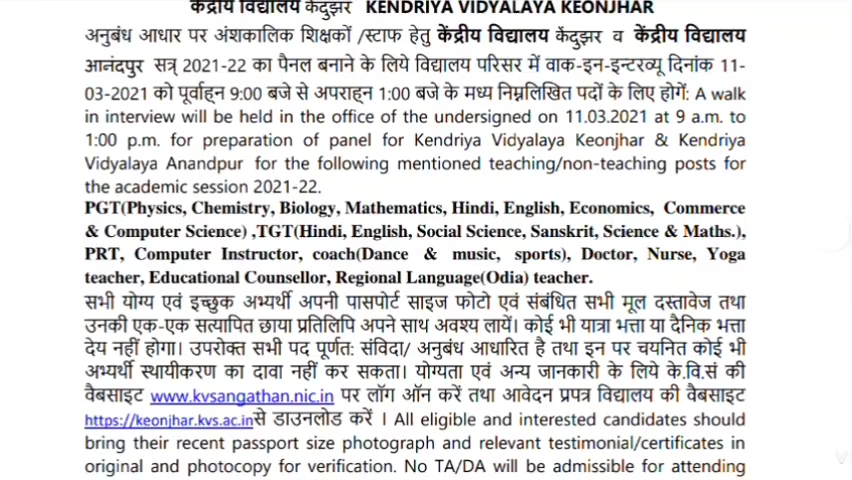 केंद्रीय विद्यालय केंदुझर KENDRIYA VIDYALAYA KEONJHAR
अनुबंध आधार पर अंशकालिक शिक्षकों /स्टाफ हेतु केंद्रीय विद्यालय केंदुझर व केंद्रीय विद्यालय
आनंदपुर सत्र् 2021-22 का पैनल बनाने के लिये विद्यालय परिसर में वाक-इन-इन्टरव्यू दिनांक 11-
03-2021 को पूर्वाहन 9:00 बजे से अपराहन 1:00 बजे के मध्य निम्नलिखित पदों के लिए होगें: A walk
in interview will be held in the office of the undersigned on 11.03.2021 at 9 a.m. to
1:00 p.m. for preparation of panel for Kendriya Vidyalaya Keonjhar & Kendriya
Vidyalaya Anandpur for the following mentioned teaching/non-teaching posts for
the academic session 2021-22.
PGT(Physics, Chemistry, Biology, Mathematics, Hindi, English, Economics, Commerce
& Computer Science) ,TGT(Hindi, English, Social Science, Sanskrit, Science & Maths.),
PRT, Computer Instructor, coach(Dance & music, sports), Doctor, Nurse, Yoga
teacher, Educational Counsellor, Regional Language(Odia) teacher.
सभी योग्य एवं इच्छुक अभ्यर्थी अपनी पासपोर्ट साइज फोटो एवं संबंधित सभी मूल दस्तावेज तथा
उनकी एक-एक सत्यापित छाया प्रतिलिपि अपने साथ अवश्य लायें। कोई भी यात्रा भत्ता या दैनिक भत्ता
देय नहीं होगा। उपरोक्त सभी पद पूर्णत: संविदा/ अनुबंध आधारित है तथा इन पर चयनित कोई भी
अभ्यर्थी स्थायीकरण का दावा नहीं कर सकता। योग्यता एवं अन्य जानकारी के लिये के.वि.सं की
वैबसाइट www.kvsangathan.nic.in पर लॉग ऑन करें तथा आवेदन प्रपत्र विद्यालय की वैबसाइट
https://keonjhar.kvs.ac.inसे डाउनलोड करें । All eligible and interested candidates should
bring their recent passport size photograph and relevant testimonial/certificates in
original and photocopy for verification. No TA/DA will be admissible for attending